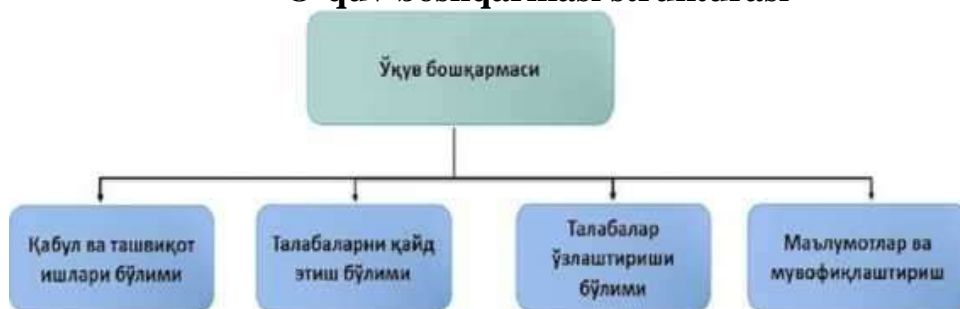 Ўқув бошқармаси
Қабул ва ташвиқот
ишлари бўлими
Талабаларни қайд
этиш бўлими
Талабалар
ўзлаштириши
бўлими
Маълумотлар ва
мувофиқлаштириш